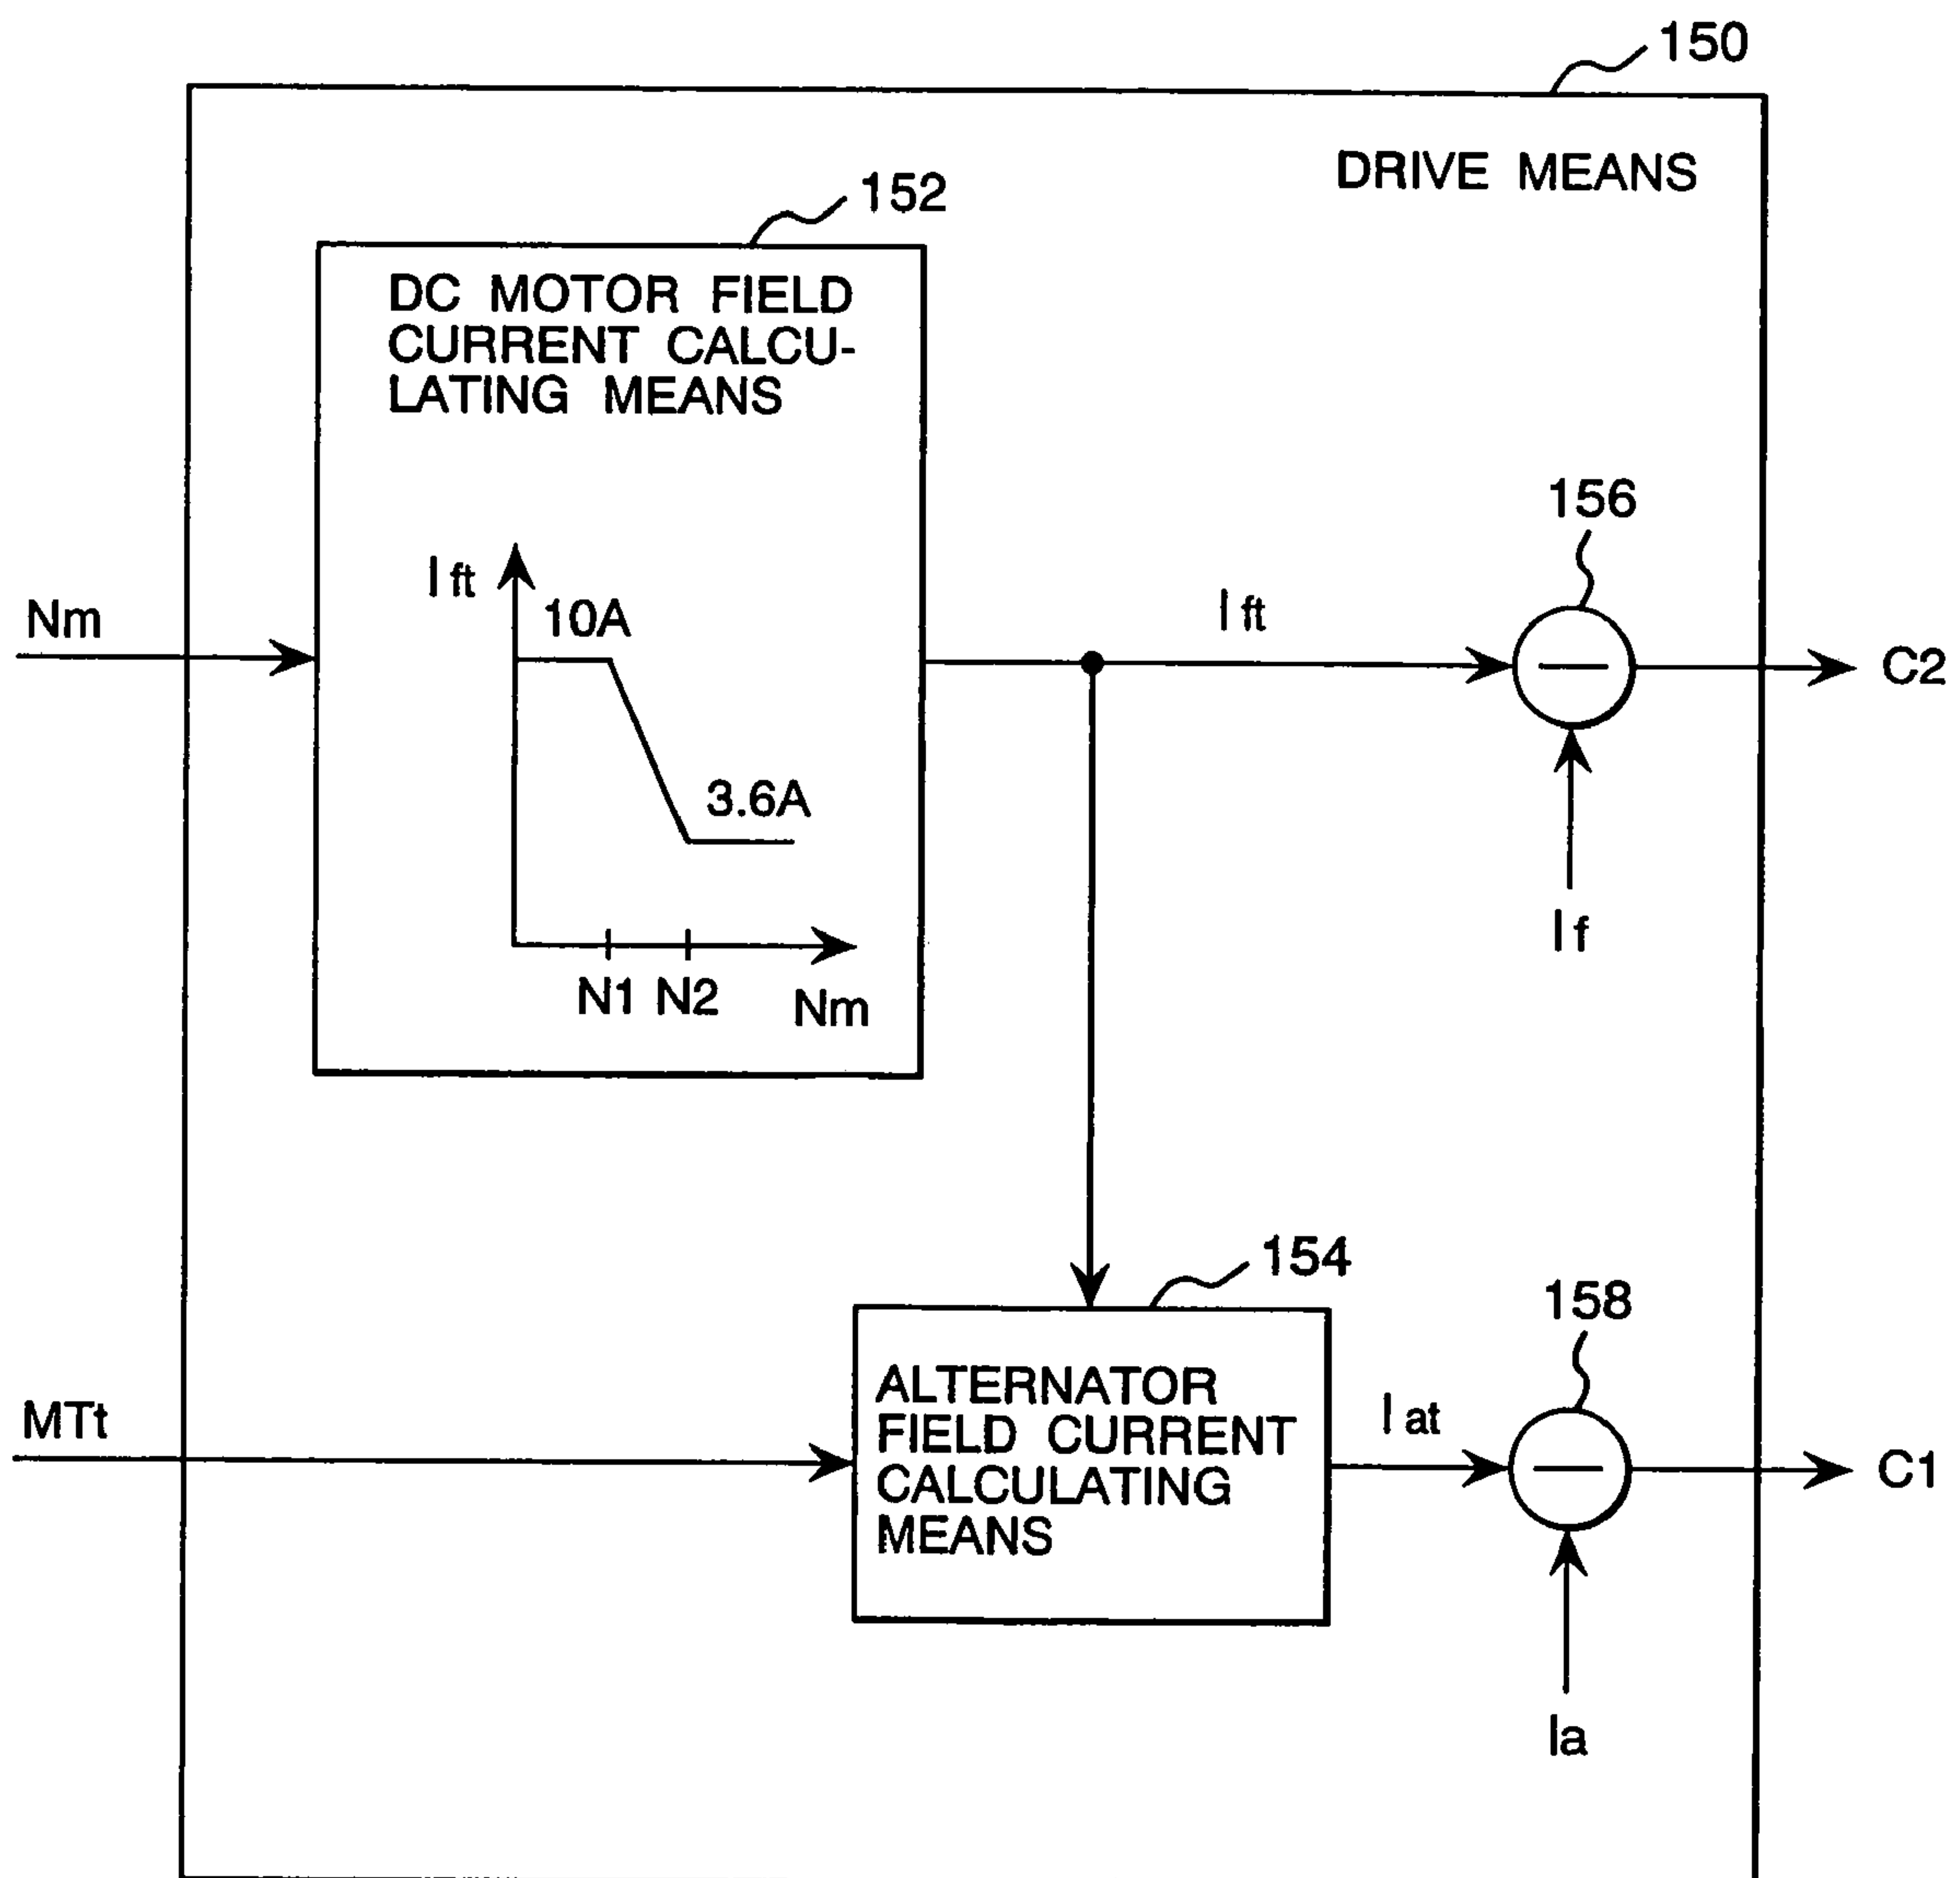 150
DRIVE MEANS
152
DC MOTOR FIELD
CURRENT CALCU-
LATING MEANS
Ift
10A
3.6A
N1 N2 Nm
Nm
Ift
156
C2
If
154
ALTERNATOR
FIELD CURRENT
CALCULATING
MEANS
MTt
Iat
158
C1
Ia